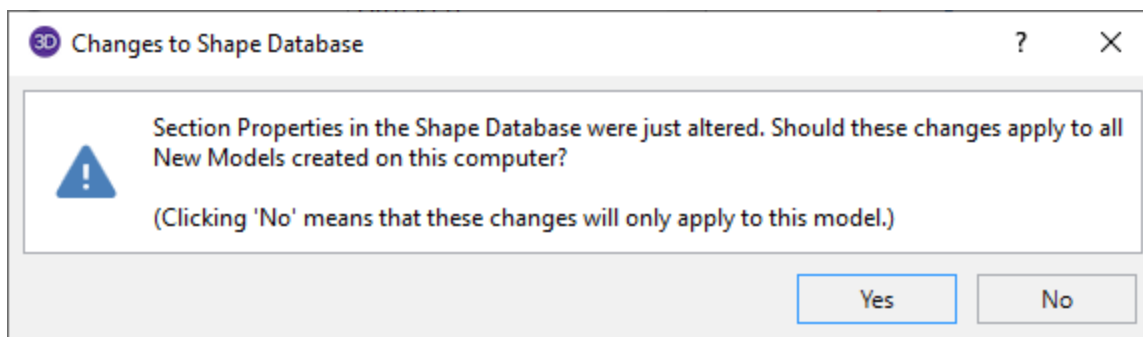 3D Changes to Shape Database ?
Section Properties in the Shape Database were just altered. Should these changes apply to all
New Models created on this computer?
(Clicking 'No' means that these changes will only apply to this model.)
Yes No